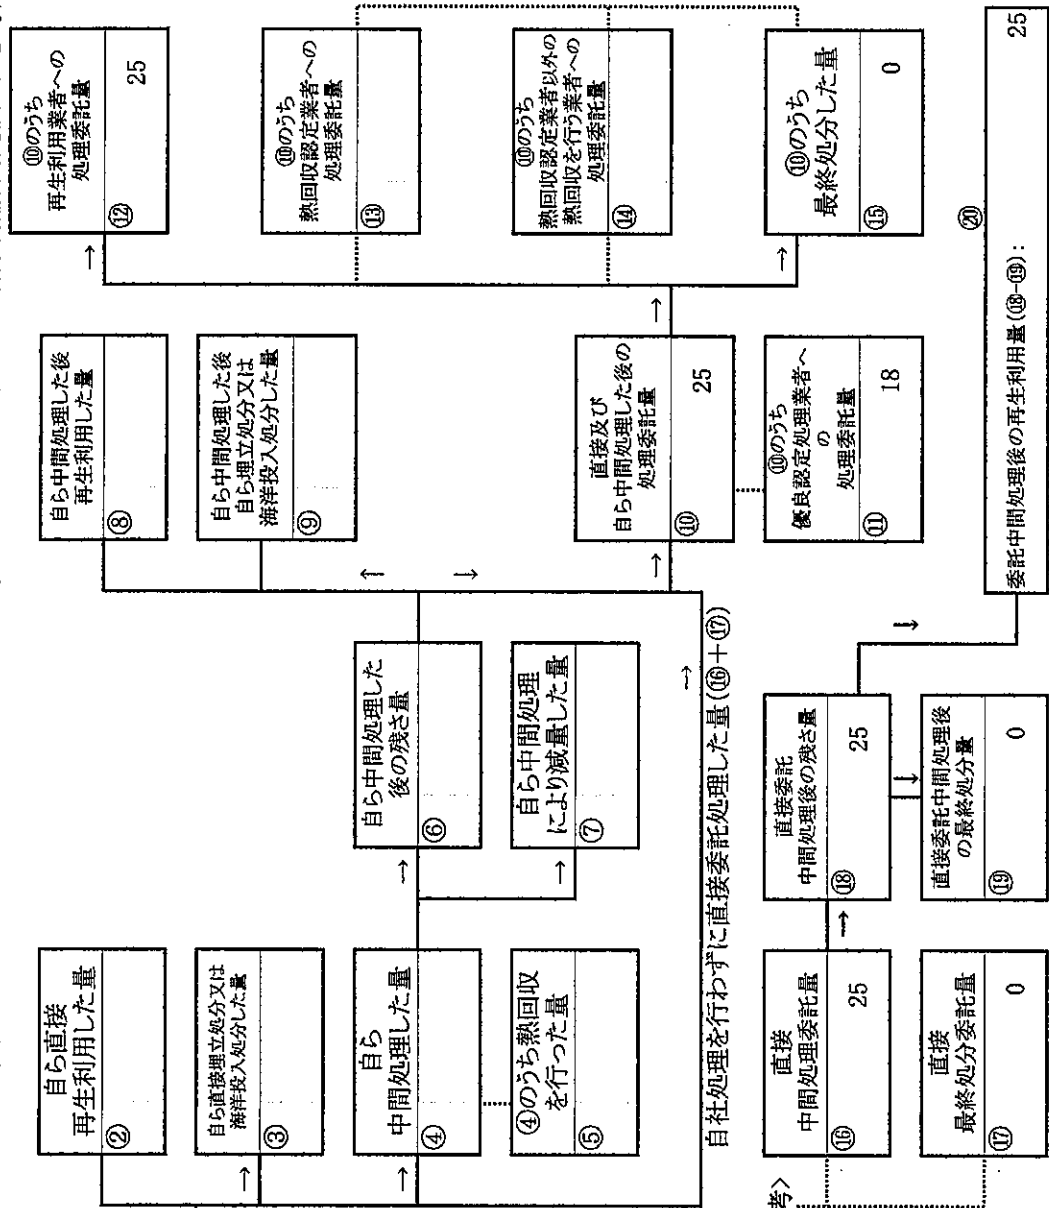 自ら直接
再生利用した量
②
自ら直接埋立処分又は
海洋投入処分した量
③
自ら
中間処理した量
④
④のうち熱回収
を行った量
⑤
自ら中間処理した
後の残さ量
⑥
自ら中間処理
により減量した量
⑦
自ら中間処理した後
再生利用した量
⑧
自ら中間処理した後
自ら埋立処分又は
海洋投入処分した量
⑨
直接及び
自ら中間処理した後の
処理委託量
⑩ 25
⑩のうち
優良認定処理業者へ
の
処理委託量
⑪ 18
⑩のうち
再生利用業者への
処理委託量
⑫ 25
⑩のうち
熱回収認定業者への
処理委託量
⑬
⑩のうち
熱回収認定業者以外の
熱回収を行う業者への
処理委託量
⑭
⑩のうち
最終処分した量
⑮ 0
自社処理を行わずに直接委託処理した量(⑯+⑰)
考>
直接
中間処理委託量
⑯ 25
直接
最終処分委託量
⑰ 0
直接委託
中間処理後の残さ量
⑱ 25
直接委託中間処理後
の最終処分量
⑲ 0
⑳
委託中間処理後の再生利用量(⑱-⑲): 25